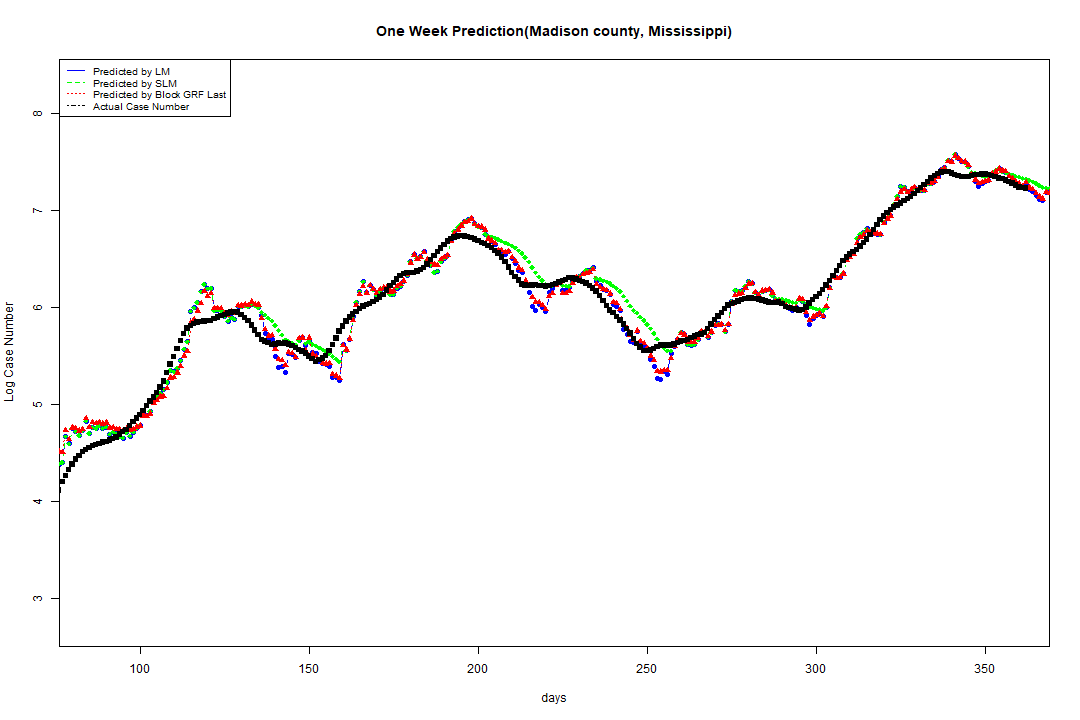 One Week Prediction(Madison county, Mississippi)
Predicted by LM
Predicted by SLM
Predicted by Block GRF Last
Actual Case Number
8
7
6
5
4
3
Log Case Number
100 150 200 250 300 350
days